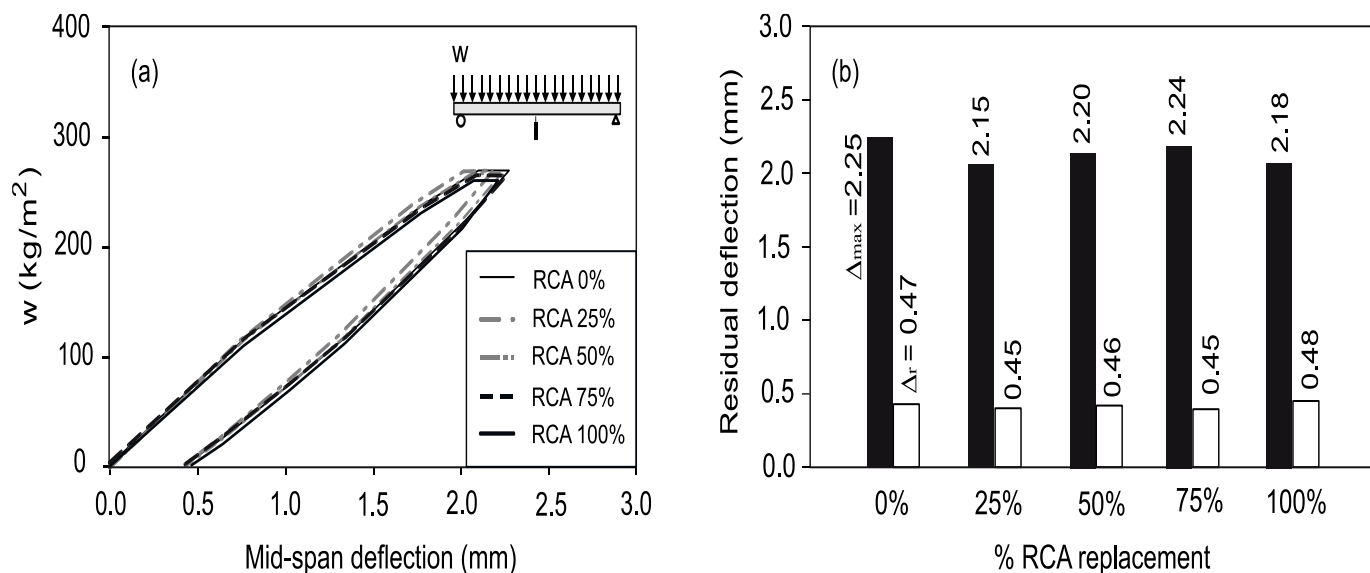 (a)
W
400
300
200
100
0
w (kg/m²)
0.0 0.5 1.0 1.5 2.0 2.5 3.0
Mid-span deflection (mm)
RCA 0%
RCA 25%
RCA 50%
RCA 75%
RCA 100%
(b)
3.0
2.5
2.0
1.5
1.0
0.5
0.0
Residual deflection (mm)
Δmax =2.25
Δr = 0.47
2.15
0.45
2.20
0.46
2.24
0.45
2.18
0.48
0% 25% 50% 75% 100%
% RCA replacement